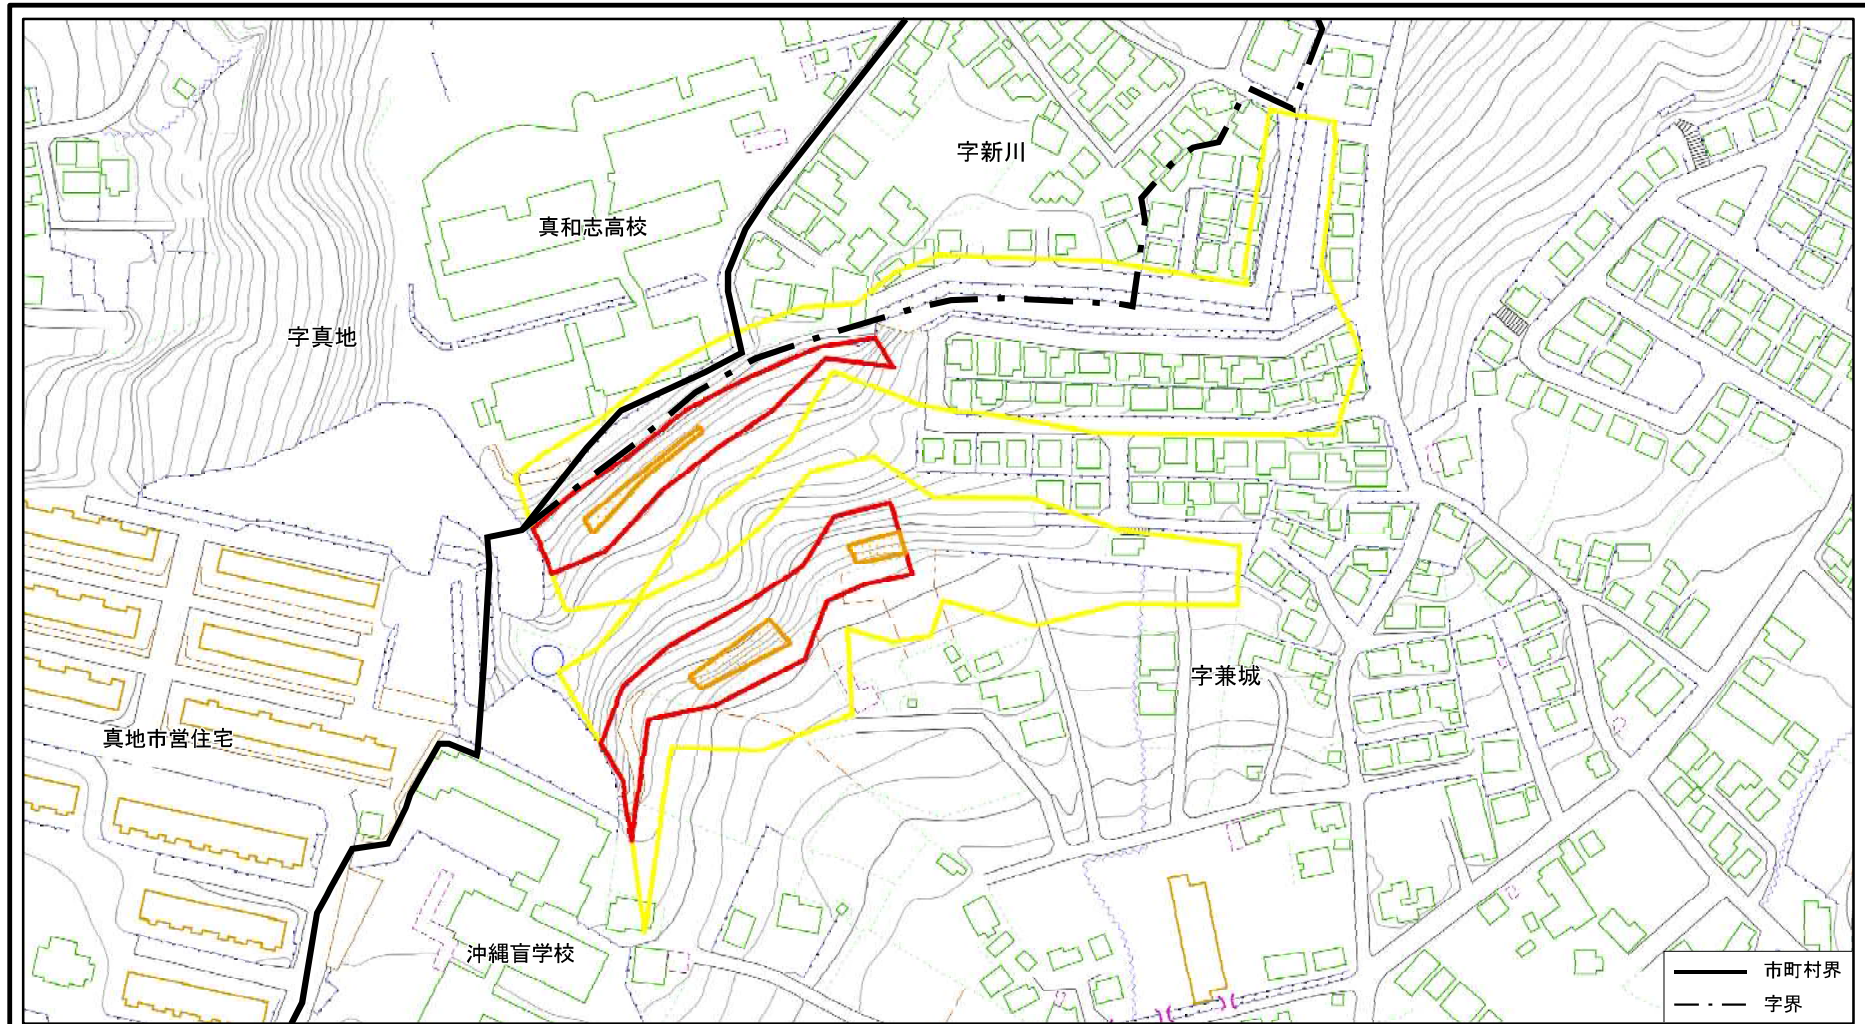 字新川
真和志高校
字真地
字兼城
真地市営住宅
沖縄盲学校
市町村界
字界